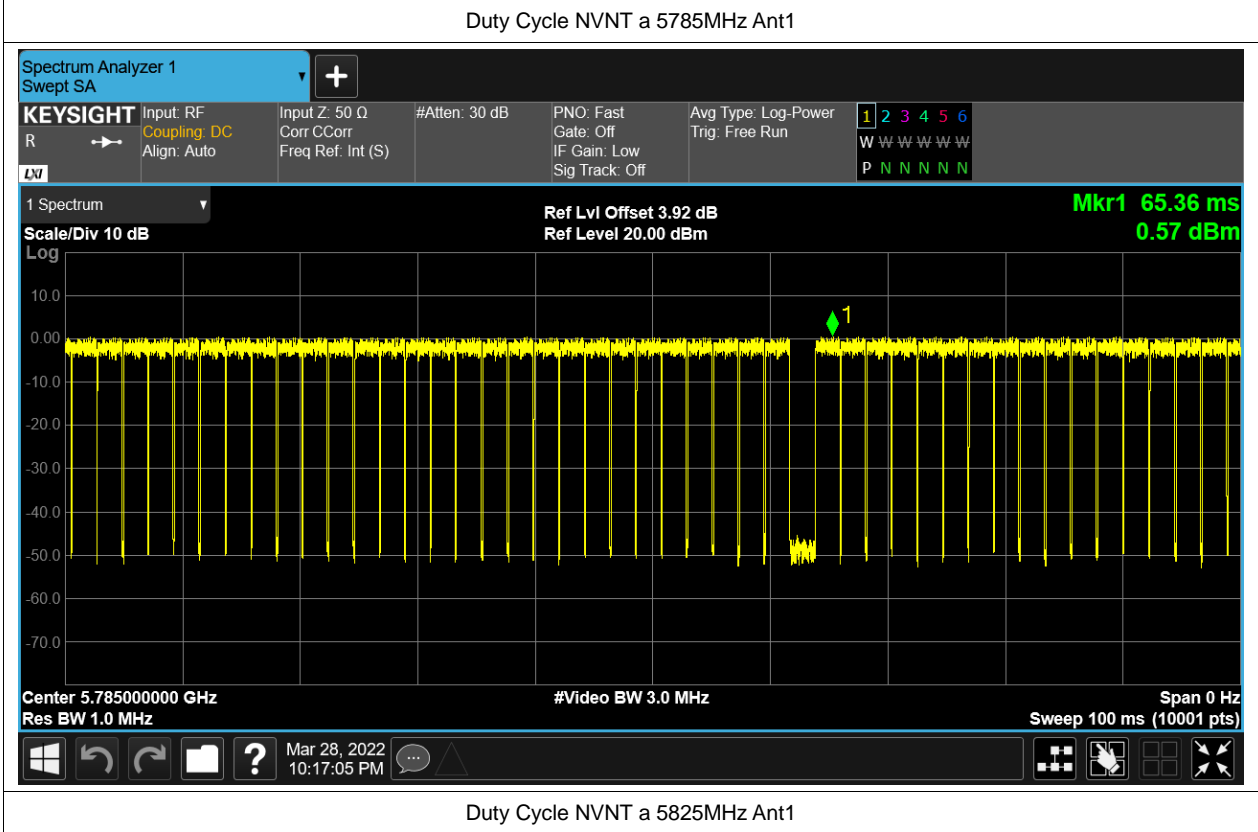 Duty Cycle NVNT a 5785MHz Ant1
Spectrum Analyzer 1
Swept SA
KEYSIGHT
R
LXI
Input: RF
Coupling: DC
Align: Auto
Input Z: 50 Ω
Corr CCorr
Freq Ref: Int (S)
#Atten: 30 dB
PNO: Fast
Gate: Off
IF Gain: Low
Sig Track: Off
Avg Type: Log-Power
Trig: Free Run
1 2 3 4 5 6
W W W W W W
P N N N N N
1 Spectrum
Scale/Div 10 dB
Log
Ref Lvl Offset 3.92 dB
Ref Level 20.00 dBm
Mkr1 65.36 ms
0.57 dBm
10.0
0.00
-10.0
-20.0
-30.0
-40.0
-50.0
-60.0
-70.0
1
Center 5.785000000 GHz
#Video BW 3.0 MHz
Span 0 Hz
Res BW 1.0 MHz
Sweep 100 ms (10001 pts)
?
Mar 28, 2022
10:17:05 PM
Duty Cycle NVNT a 5825MHz Ant1